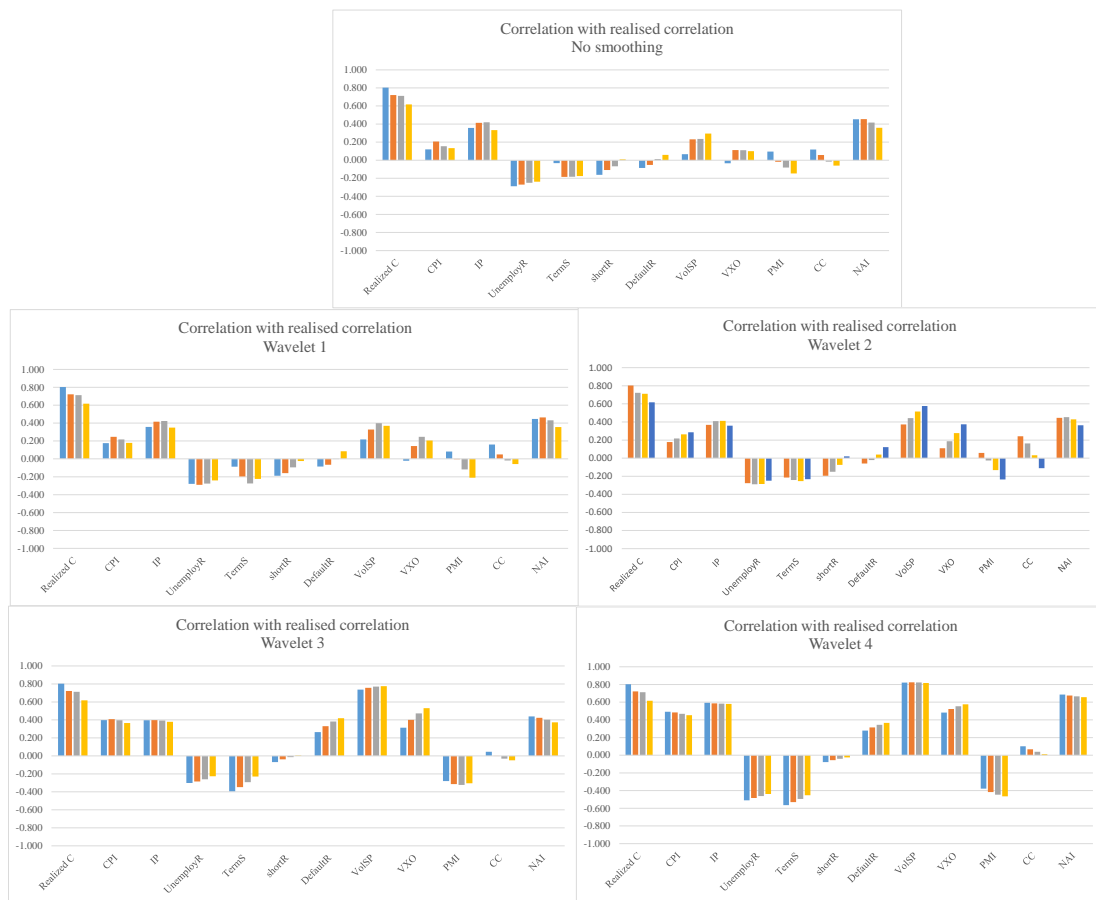 Correlation with realised correlation
No smoothing
1.000
0.800
0.600
0.400
0.200
0.000
-0.200
-0.400
-0.600
-0.800
-1.000
Realized C
CPI
IP
UnemployR
TermS
shortR
DefaultR
VolSP
VXO
PMI
CC
NAI
Correlation with realised correlation
Wavelet 1
1.000
0.800
0.600
0.400
0.200
0.000
-0.200
-0.400
-0.600
-0.800
-1.000
Realized C
CPI
IP
UnemployR
TermS
shortR
DefaultR
VolSP
VXO
PMI
CC
NAI
Correlation with realised correlation
Wavelet 2
1.000
0.800
0.600
0.400
0.200
0.000
-0.200
-0.400
-0.600
-0.800
-1.000
Realized C
CPI
IP
UnemployR
TermS
shortR
DefaultR
VolSP
VXO
PMI
CC
NAI
Correlation with realised correlation
Wavelet 3
1.000
0.800
0.600
0.400
0.200
0.000
-0.200
-0.400
-0.600
-0.800
-1.000
Realized C
CPI
IP
UnemployR
TermS
shortR
DefaultR
VolSP
VXO
PMI
CC
NAI
Correlation with realised correlation
Wavelet 4
1.000
0.800
0.600
0.400
0.200
0.000
-0.200
-0.400
-0.600
-0.800
-1.000
Realized C
CPI
IP
UnemployR
TermS
shortR
DefaultR
VolSP
VXO
PMI
CC
NAI